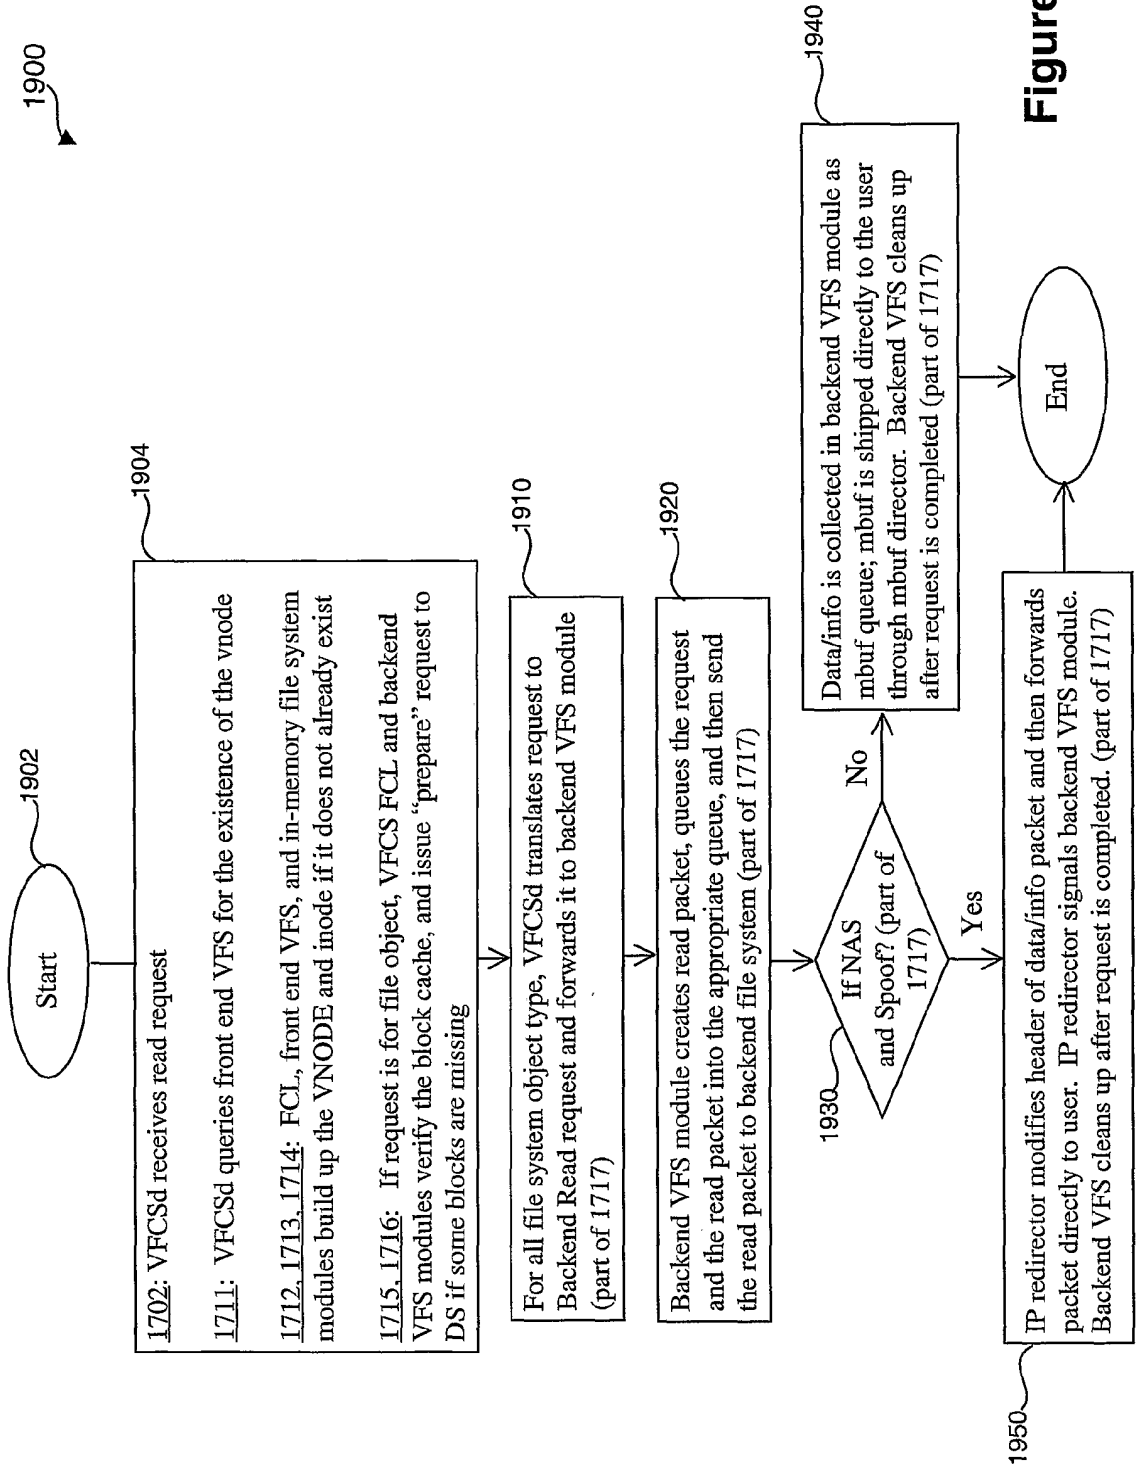 1900
Start
1902
1904
1702: VFCSd receives read request
1711: VFCSd queries front end VFS for the existence of the vnode
1712, 1713, 1714: FCL, front end VFS, and in-memory file system
modules build up the VNODE and inode if it does not already exist
1715, 1716: If request is for file object, VFCS FCL and backend
VFS modules verify the block cache, and issue “prepare” request to
DS if some blocks are missing
1910
For all file system object type, VFCSd translates request to
Backend Read request and forwards it to backend VFS module
(part of 1717)
1920
Backend VFS module creates read packet, queues the request
and the read packet into the appropriate queue, and then send
the read packet to backend file system (part of 1717)
1930
If NAS
and Spoof? (part of
1717)
No
Yes
1940
Data/info is collected in backend VFS module as
mbuf queue; mbuf is shipped directly to the user
through mbuf director. Backend VFS cleans up
after request is completed (part of 1717)
1950
IP redirector modifies header of data/info packet and then forwards
packet directly to user. IP redirector signals backend VFS module.
Backend VFS cleans up after request is completed. (part of 1717)
End
Figure